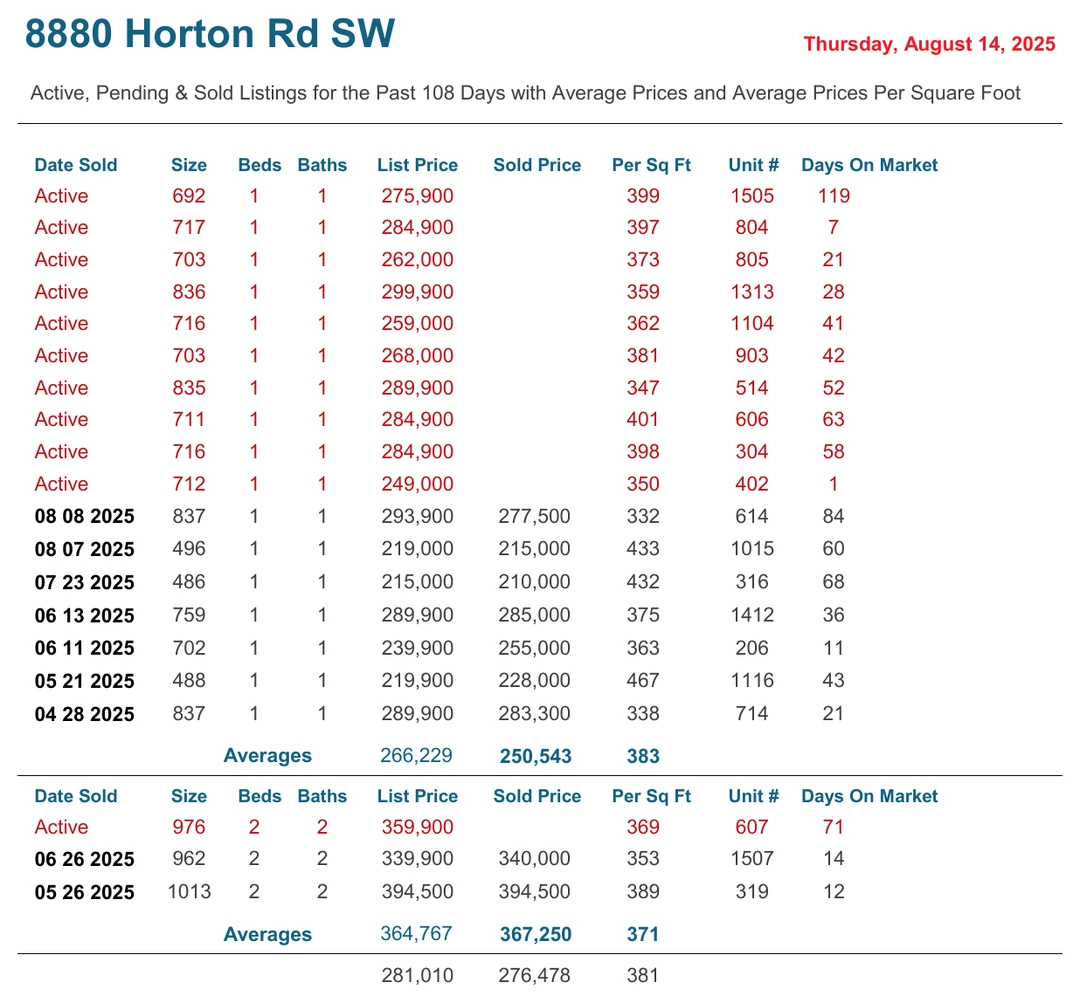 8880 Horton Rd SW
Thursday, August 14, 2025
Active, Pending & Sold Listings for the Past 108 Days with Average Prices and Average Prices Per Square Foot
Date Sold Size Beds Baths List Price Sold Price Per Sq Ft Unit # Days On Market
Active 692 1 1 275,900 399 1505 119
Active 717 1 1 284,900 397 804 7
Active 703 1 1 262,000 373 805 21
Active 836 1 1 299,900 359 1313 28
Active 716 1 1 259,000 362 1104 41
Active 703 1 1 268,000 381 903 42
Active 835 1 1 289,900 347 514 52
Active 711 1 1 284,900 401 606 63
Active 716 1 1 284,900 398 304 58
Active 712 1 1 249,000 350 402 1
08 08 2025 837 1 1 293,900 277,500 332 614 84
08 07 2025 496 1 1 219,000 215,000 433 1015 60
07 23 2025 486 1 1 215,000 210,000 432 316 68
06 13 2025 759 1 1 289,900 285,000 375 1412 36
06 11 2025 702 1 1 239,900 255,000 363 206 11
05 21 2025 488 1 1 219,900 228,000 467 1116 43
04 28 2025 837 1 1 289,900 283,300 338 714 21
Averages 266,229 250,543 383
Date Sold Size Beds Baths List Price Sold Price Per Sq Ft Unit # Days On Market
Active 976 2 2 359,900 369 607 71
06 26 2025 962 2 2 339,900 340,000 353 1507 14
05 26 2025 1013 2 2 394,500 394,500 389 319 12
Averages 364,767 367,250 371
281,010 276,478 381